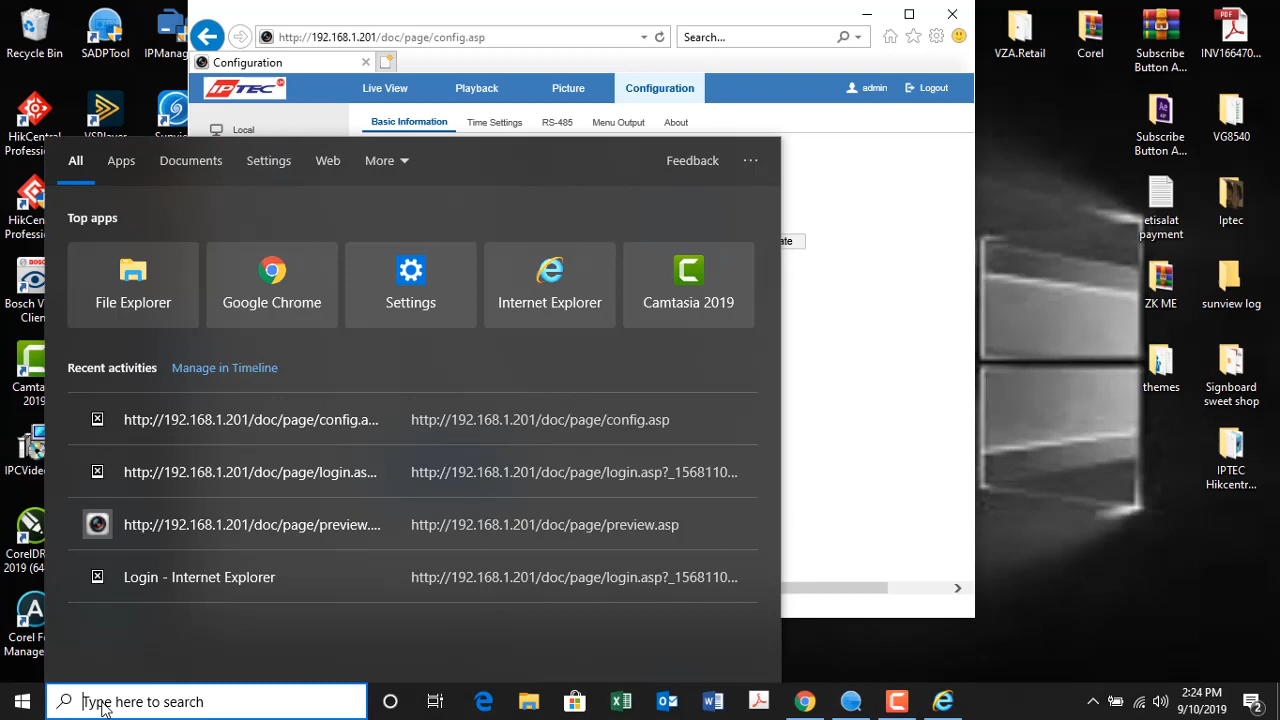 Recycle Bin
SADPTool
IPManag...
HikCentral
VSPlayer
Sunvie...
HikCent...
Bosch V...
Client
Camtas...
2019
IPCVideo...
CorelDR...
2019 (64...
Corel Fo...
Manage...
http://192.168.1.201/doc/page/config.asp
Search...
Configuration
IPTEC
Live View
Playback
Picture
Configuration
admin
Logout
Local
Basic Information
Time Settings
RS-485
Menu Output
About
All
Apps
Documents
Settings
Web
More
Feedback
Top apps
File Explorer
Google Chrome
Settings
Internet Explorer
Camtasia 2019
Recent activities
Manage in Timeline
http://192.168.1.201/doc/page/config.a...
http://192.168.1.201/doc/page/config.asp
http://192.168.1.201/doc/page/login.as...
http://192.168.1.201/doc/page/login.asp?_1568110...
http://192.168.1.201/doc/page/preview....
http://192.168.1.201/doc/page/preview.asp
Login - Internet Explorer
http://192.168.1.201/doc/page/login.asp?_1568110...
VZA.Retail
Corel
Subscribe
Button A...
INV166470...
Subscribe
Button A...
VG8540
etisalat
payment
Iptec
ZK ME
sunview log
themes
Signboard
sweet shop
IPTEC
Hikcentr...
Type here to search
2:24 PM
9/10/2019
2